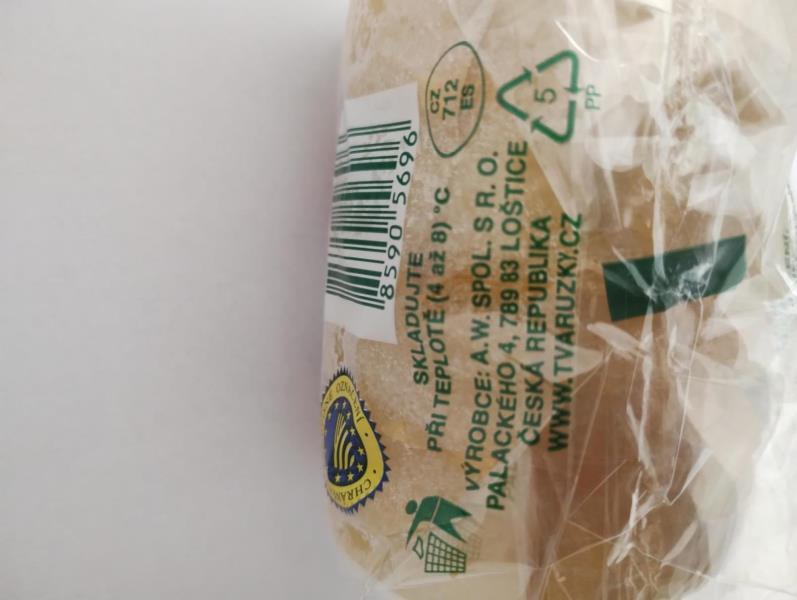 CZ
712
ES
5
PP
8590 5696
SKLADUJTE
PŘI TEPLOTĚ (4 až 8) °C
VÝROBCE: A.W. SPOL. S R. O.
PALACKÉHO 4, 789 83 LOŠTICE
ČESKÁ REPUBLIKA
WWW.TVARUZKY.CZ